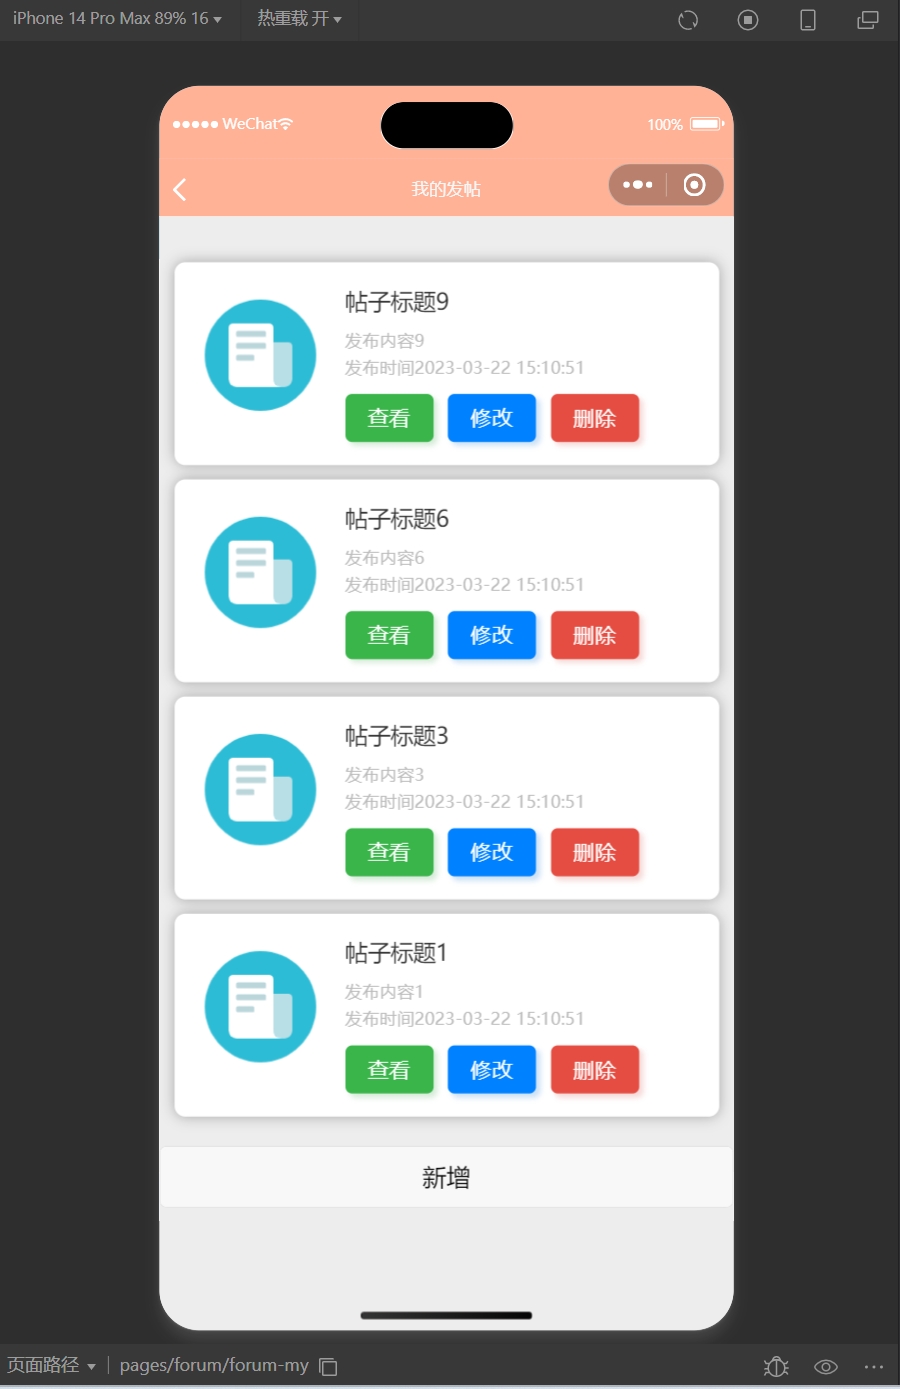 iPhone 14 Pro Max 89% 16 热重载 开
WeChat 100%
我的发帖
帖子标题9
发布内容9
发布时间2023-03-22 15:10:51
查看 修改 删除
帖子标题6
发布内容6
发布时间2023-03-22 15:10:51
查看 修改 删除
帖子标题3
发布内容3
发布时间2023-03-22 15:10:51
查看 修改 删除
帖子标题1
发布内容1
发布时间2023-03-22 15:10:51
查看 修改 删除
新增
页面路径 pages/forum/forum-my